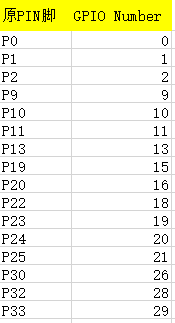 原PIN脚 GPIO Number
P0 0
P1 1
P2 2
P9 9
P10 10
P11 11
P13 13
P19 15
P20 16
P22 18
P23 19
P24 20
P25 21
P30 26
P32 28
P33 29